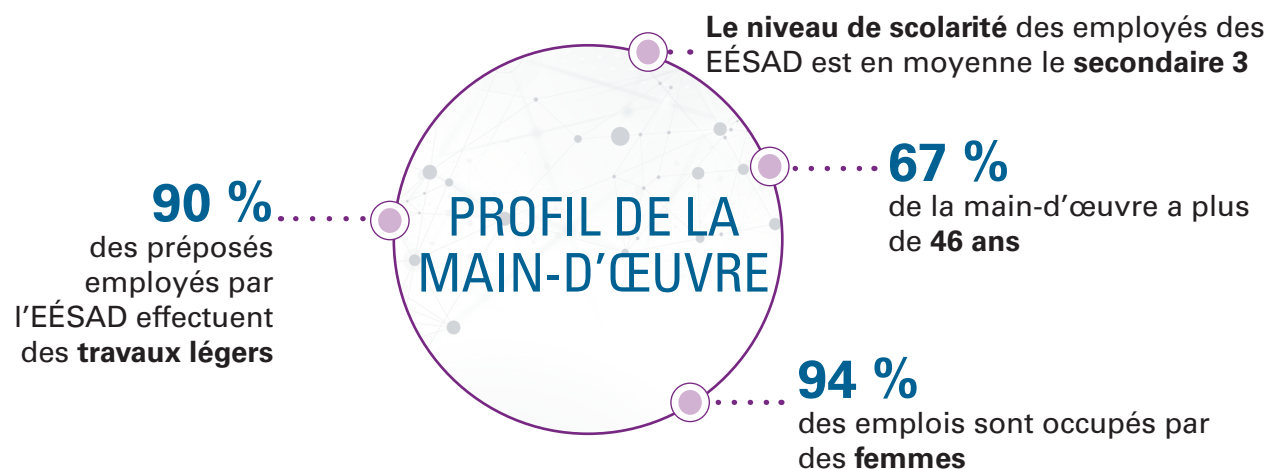 Le niveau de scolarité des employés des
EÉSAD est en moyenne le secondaire 3
67 %
de la main-d'œuvre a plus
de 46 ans
90 %
des préposés
employés par
l'EÉSAD effectuent
des travaux légers
PROFIL DE LA
MAIN-D'ŒUVRE
94 %
des emplois sont occupés par
des femmes